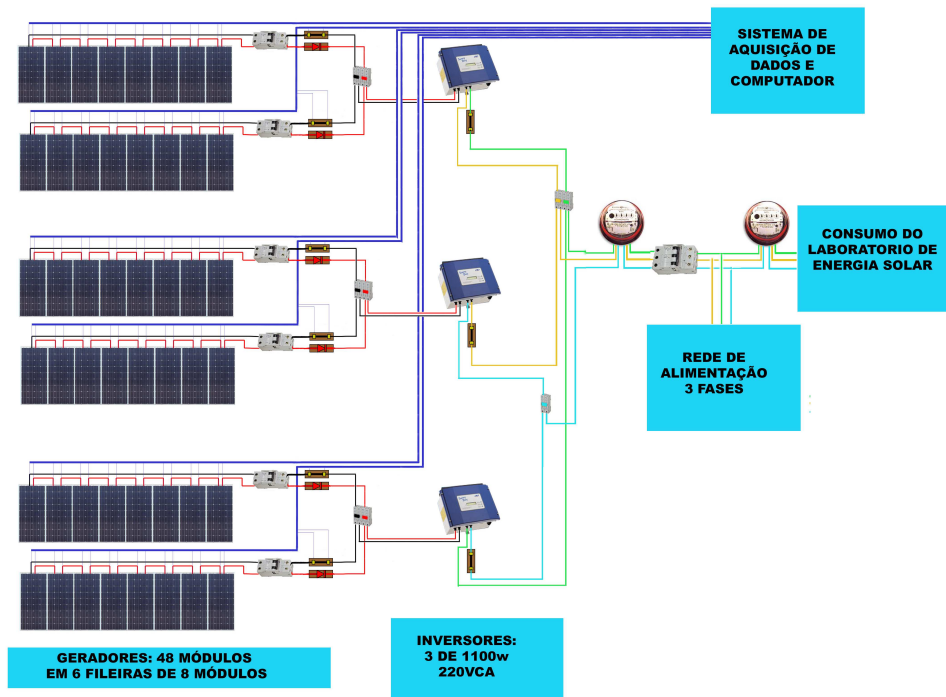 SISTEMA DE
AQUISIÇÃO DE
DADOS E
COMPUTADOR
CONSUMO DO
LABORATORIO DE
ENERGIA SOLAR
REDE DE
ALIMENTAÇÃO
3 FASES
INVERSORES:
3 DE 1100w
220VCA
GERADORES: 48 MÓDULOS
EM 6 FILEIRAS DE 8 MÓDULOS